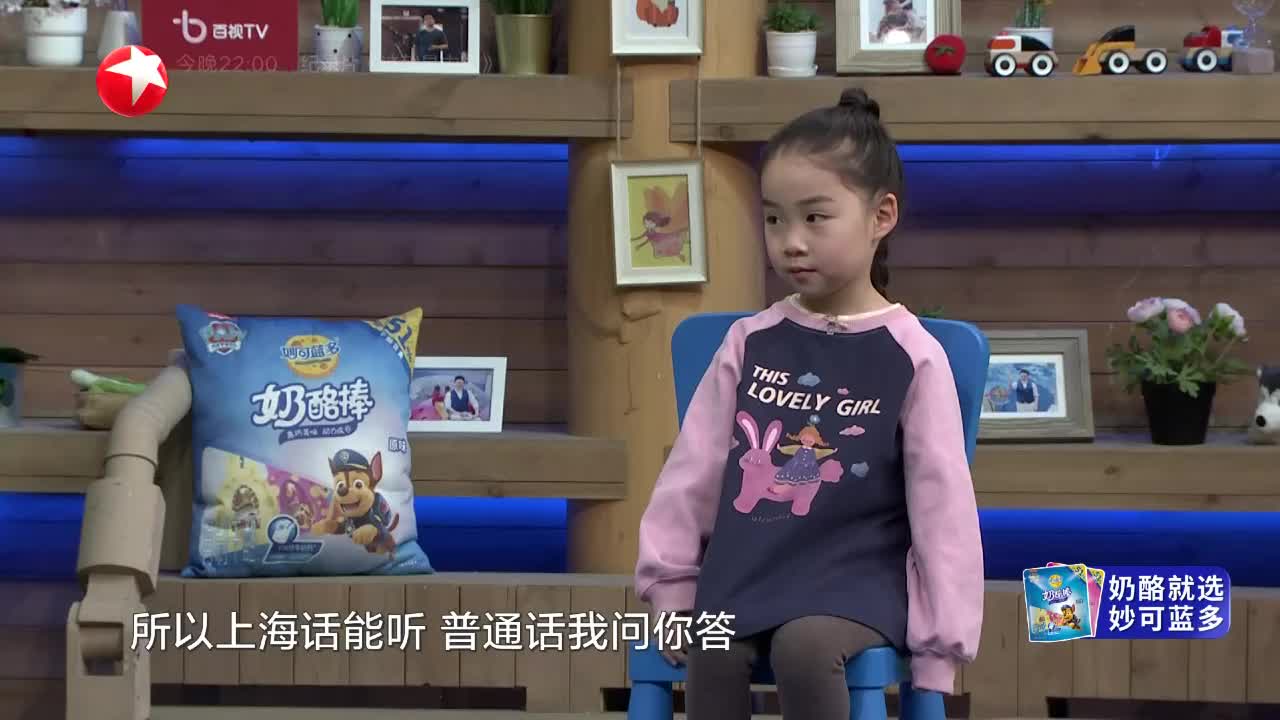 百视TV
今晚22:00
妙可蓝多
奶酪棒
原味
THIS
LOVELY GIRL
奶酪就选
妙可蓝多
所以上海话能听 普通话我问你答